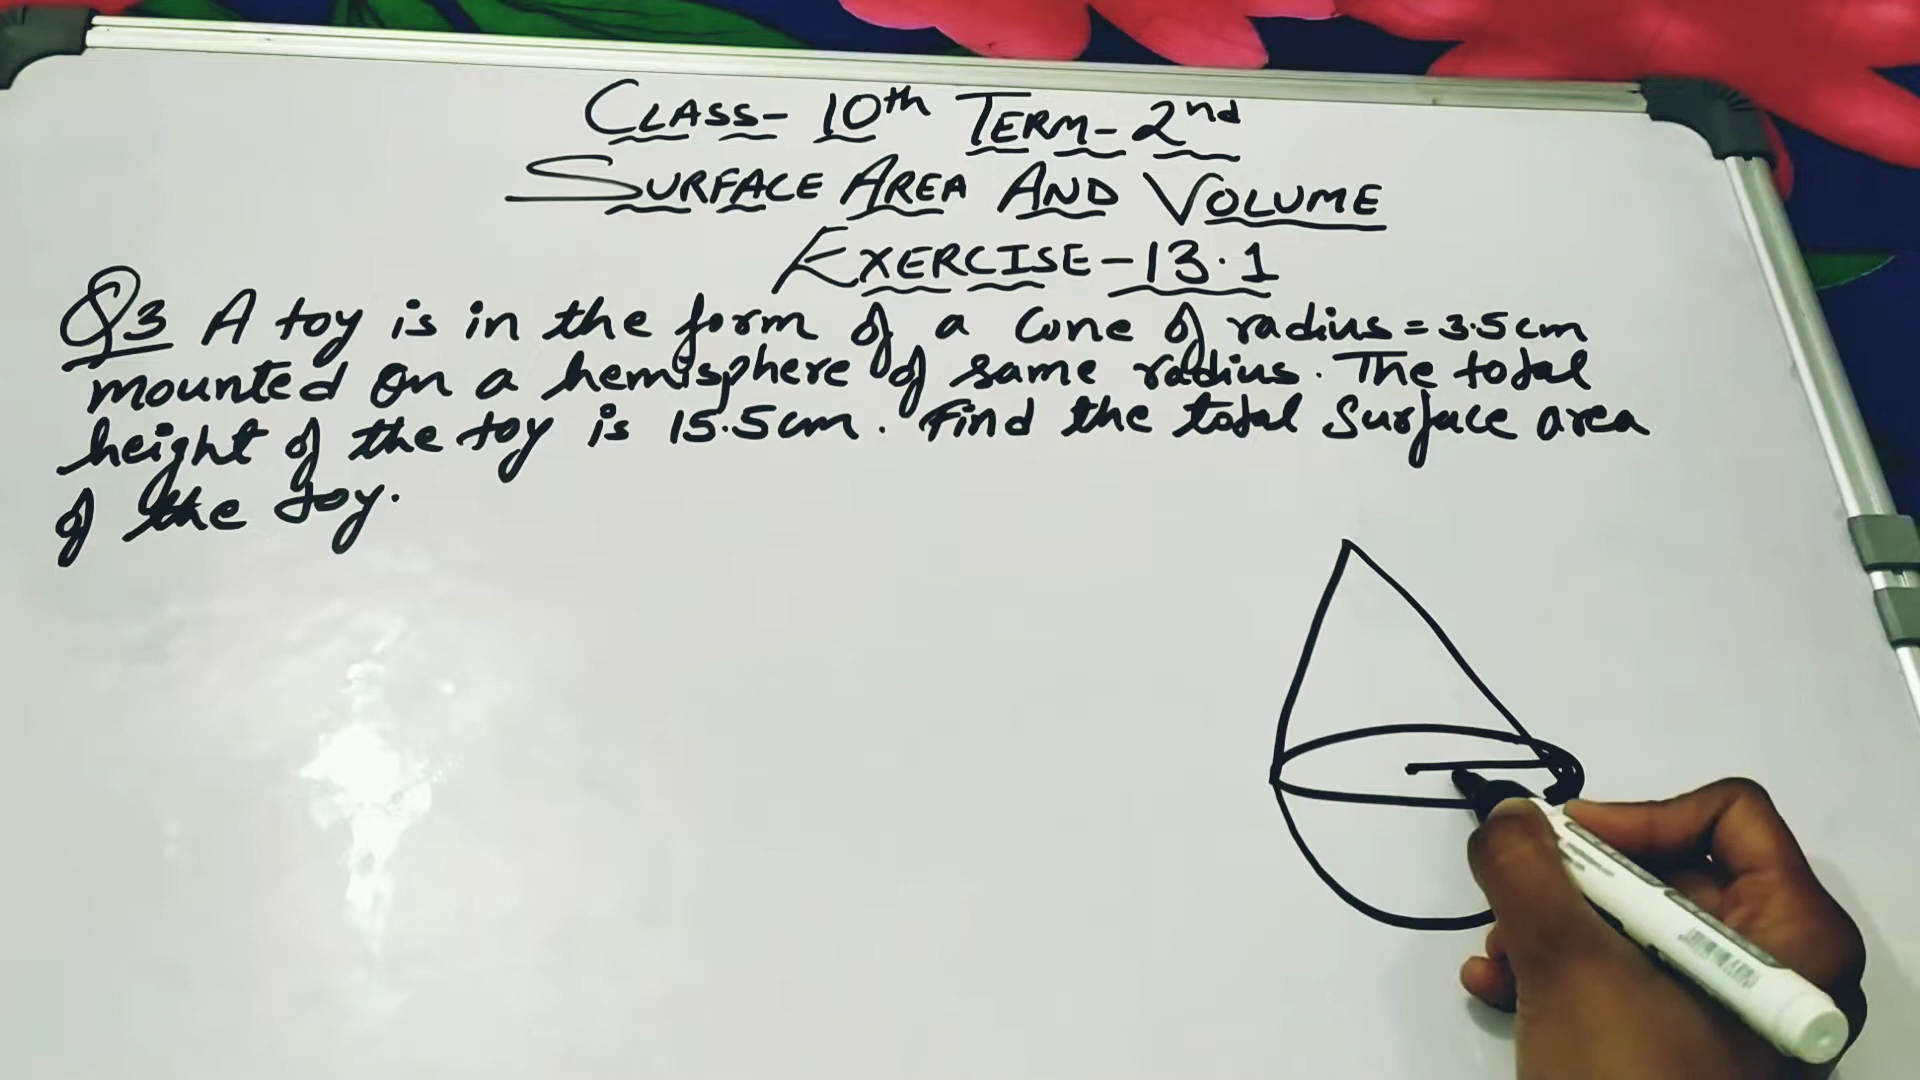 CLASS- 10th TERM-2nd
SURFACE AREA AND VOLUME
EXERCISE-13.1
Q3 A toy is in the form of a cone of radius=3.5cm
mounted on a hemisphere of same radius. The total
height of the toy is 15.5cm. Find the total surface area
of the toy.